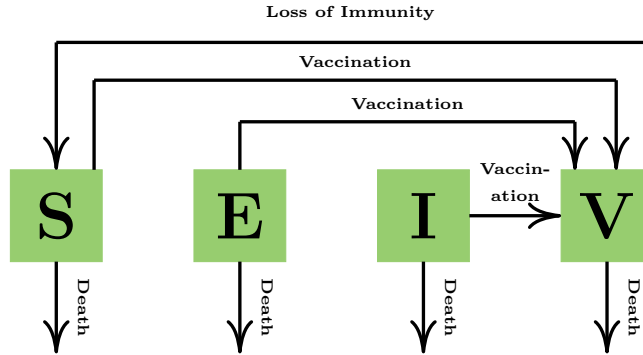 Loss of Immunity
Vaccination
Vaccination
Vaccin-
ation
S
E
I
V
Death
Death
Death
Death